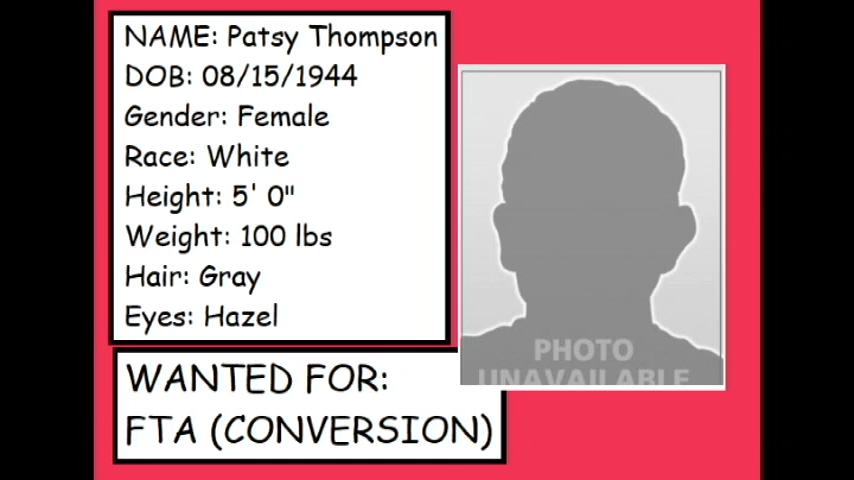 NAME: Patsy Thompson
DOB: 08/15/1944
Gender: Female
Race: White
Height: 5' 0"
Weight: 100 lbs
Hair: Gray
Eyes: Hazel
PHOTO
UNAVAILABLE
WANTED FOR:
FTA (CONVERSION)